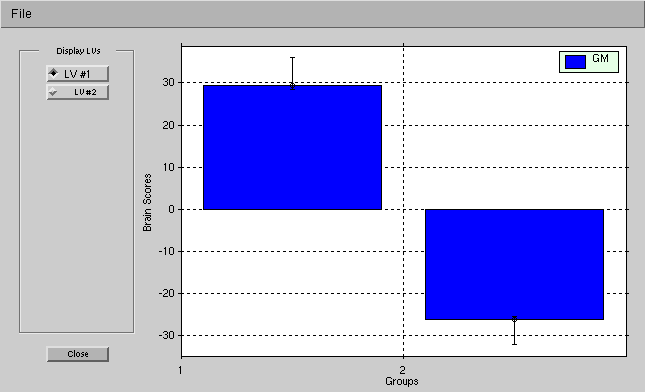 File
Display LVs
LV #1
LV #2
Close
GM
Brain Scores
30
20
10
0
-10
-20
-30
1
2
Groups